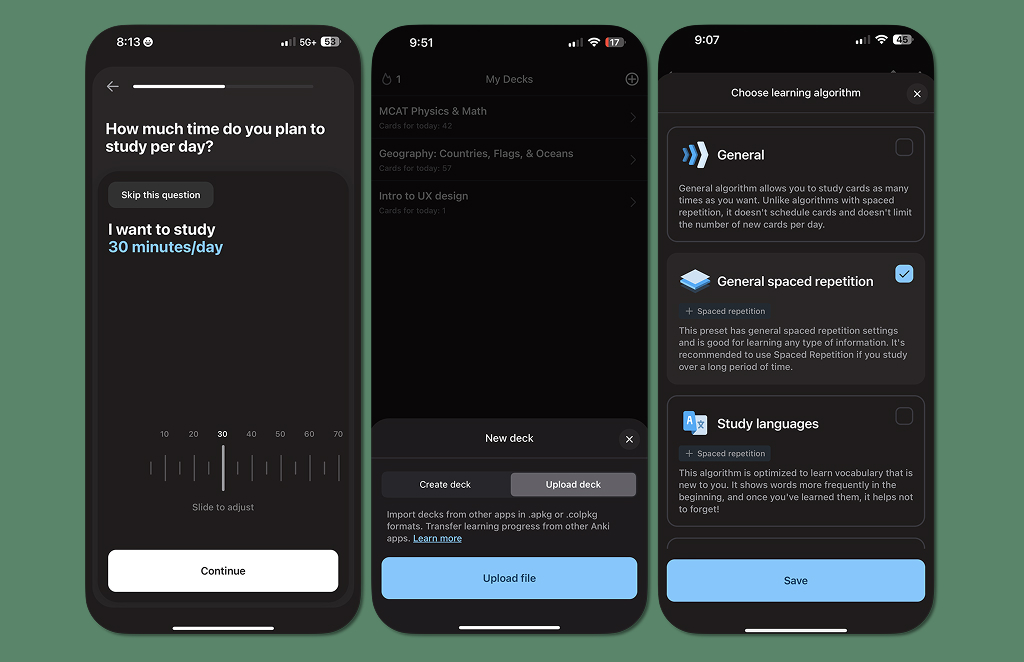 8:13
5G+ 53
How much time do you plan to
study per day?
Skip this question
I want to study
30 minutes/day
10 20 30 40 50 60 70
Slide to adjust
Continue
9:51
17
1
My Decks
MCAT Physics & Math
Cards for today: 42
Geography: Countries, Flags, & Oceans
Cards for today: 57
Intro to UX design
Cards for today: 1
New deck
Create deck
Upload deck
Import decks from other apps in .apkg or .colpkg
formats. Transfer learning progress from other Anki
apps. Learn more
Upload file
9:07
45
Choose learning algorithm
General
General algorithm allows you to study cards as many
times as you want. Unlike algorithms with spaced
repetition, it doesn't schedule cards and doesn't limit
the number of new cards per day.
General spaced repetition
+ Spaced repetition
This preset has general spaced repetition settings
and is good for learning any type of information. It's
recommended to use Spaced Repetition if you study
over a long period of time.
A 文
Study languages
+ Spaced repetition
This algorithm is optimized to learn vocabulary that is
new to you. It shows words more frequently in the
beginning, and once you've learned them, it helps not
to forget!
Save